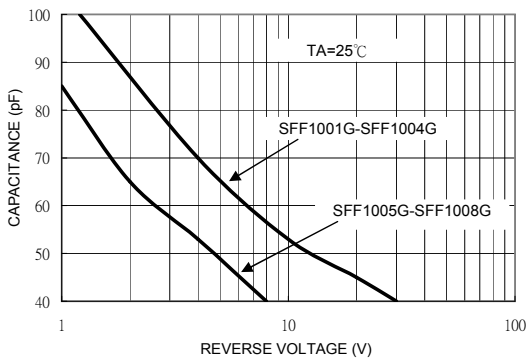 100
90
80
70
60
50
40
CAPACITANCE (pF)
TA=25℃
SFF1001G-SFF1004G
SFF1005G-SFF1008G
1
10
100
REVERSE VOLTAGE (V)